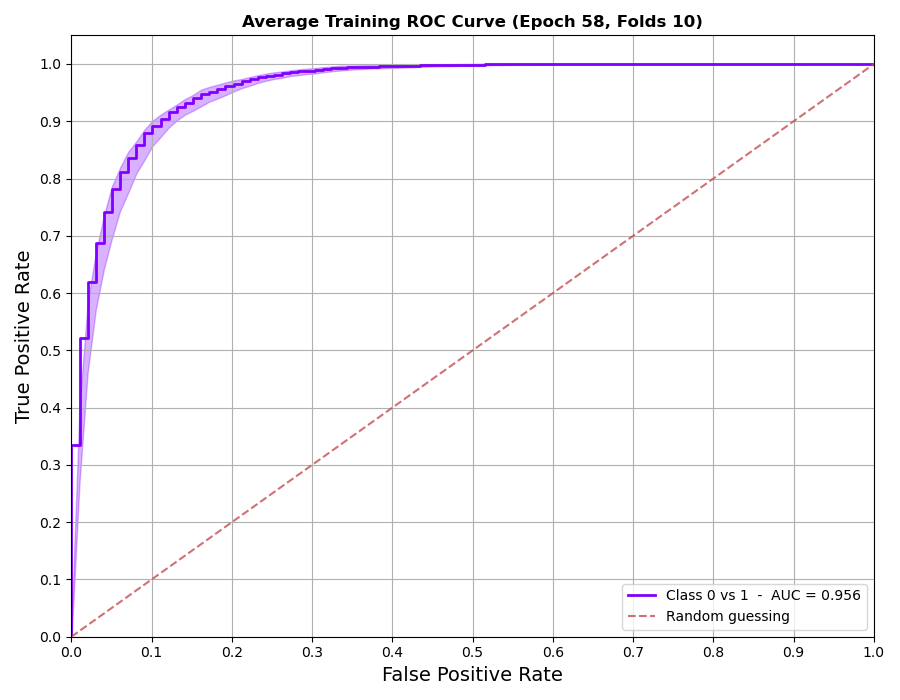 Average Training ROC Curve (Epoch 58, Folds 10)
True Positive Rate
1.0
0.9
0.8
0.7
0.6
0.5
0.4
0.3
0.2
0.1
0.0
Class 0 vs 1 - AUC = 0.956
Random guessing
0.0 0.1 0.2 0.3 0.4 0.5 0.6 0.7 0.8 0.9 1.0
False Positive Rate